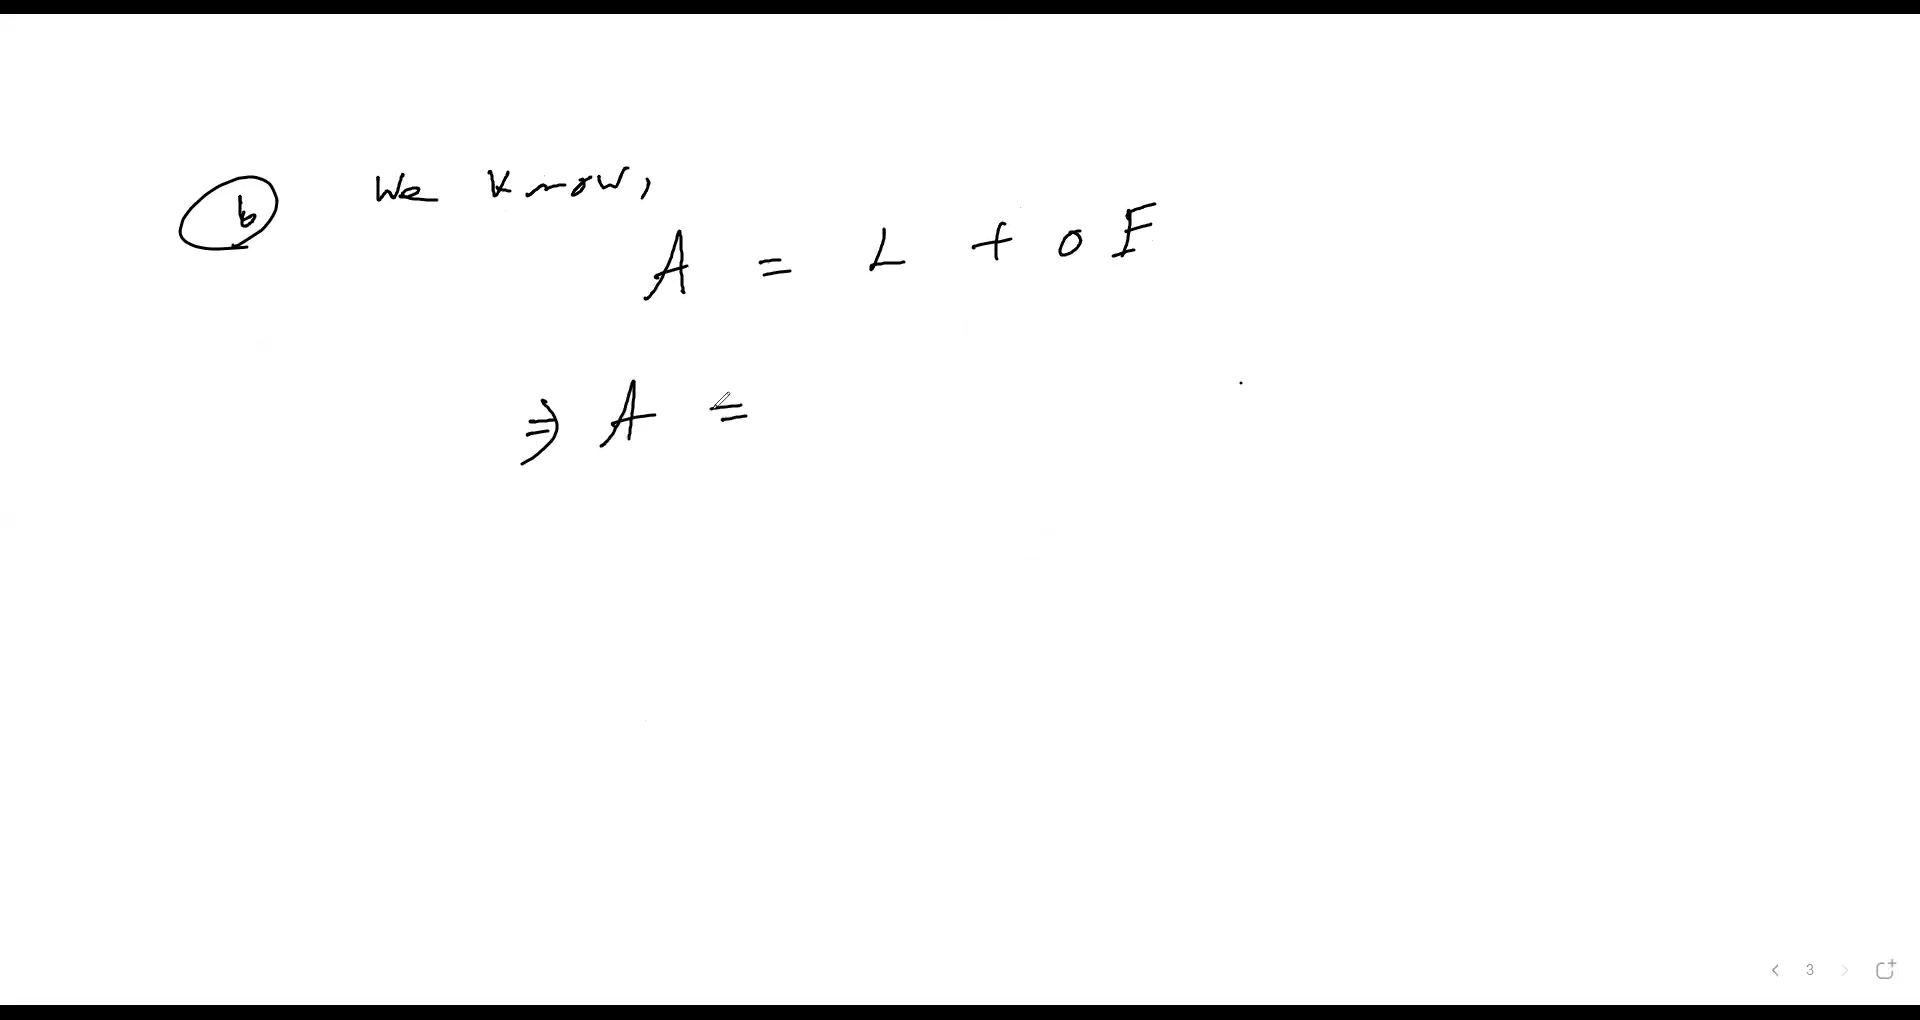 b We know,
A = L + OE
⇒ A =
3